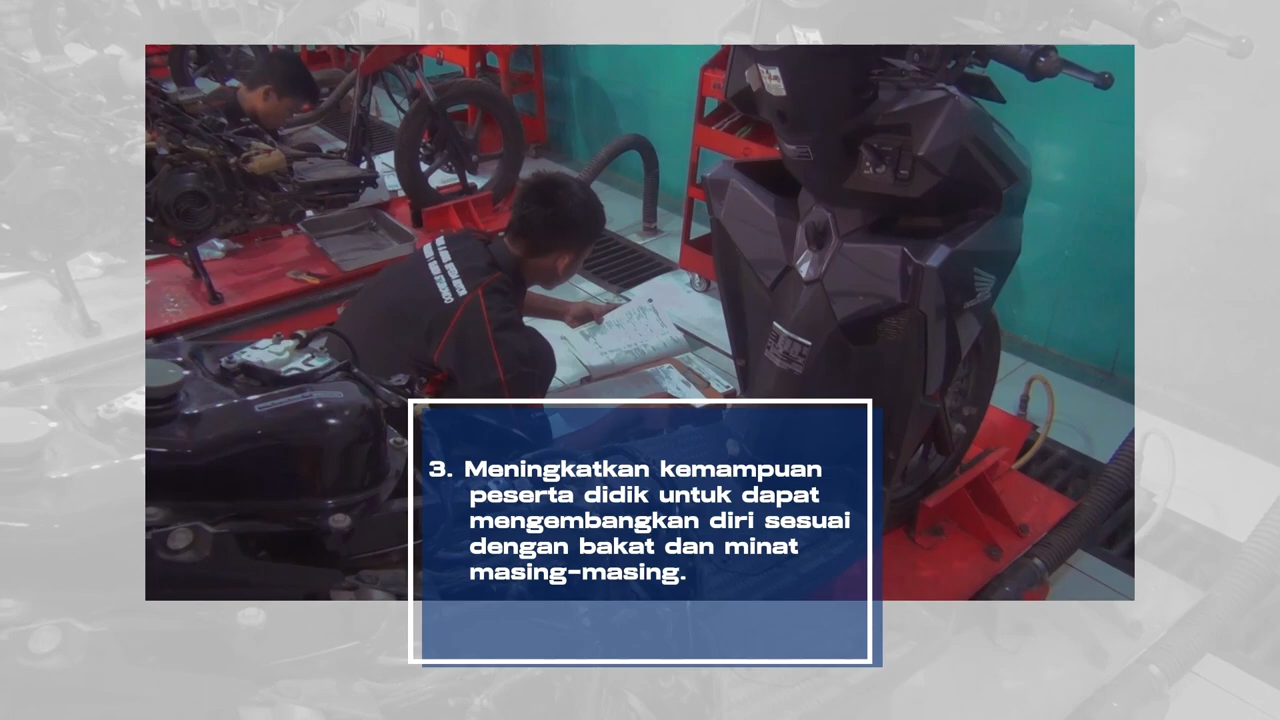 3. Meningkatkan kemampuan
peserta didik untuk dapat
mengembangkan diri sesuai
dengan bakat dan minat
masing-masing.